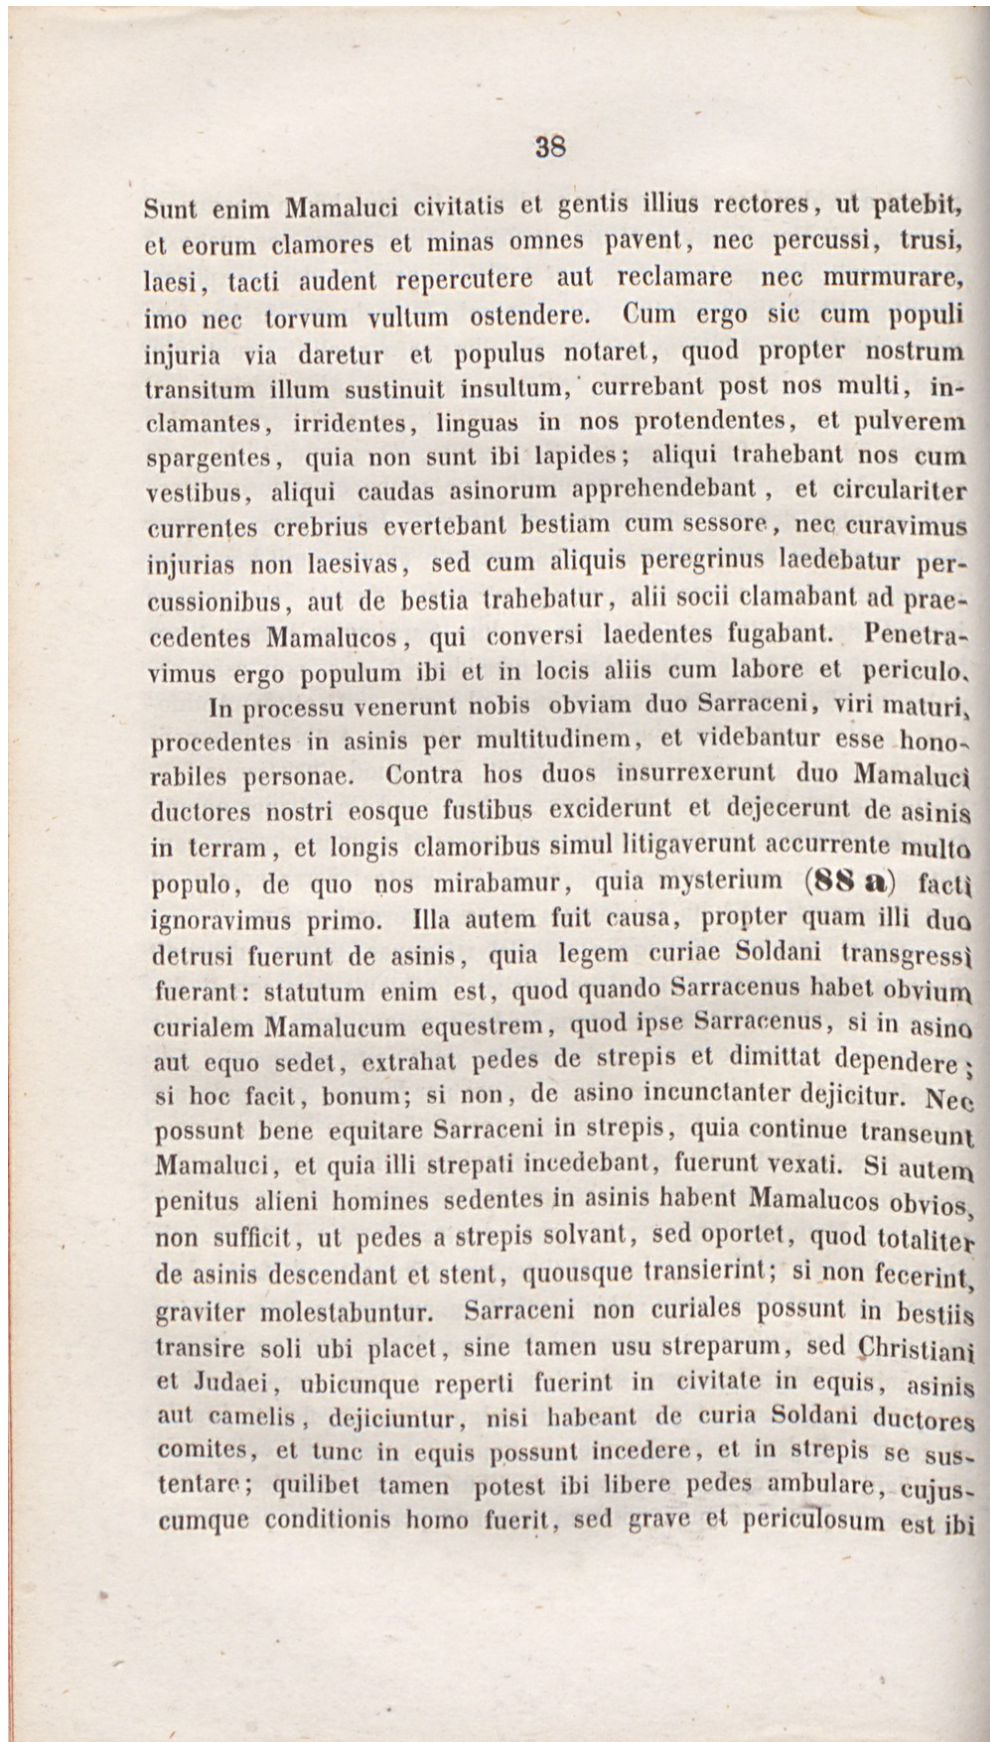 38
Sunt enim Mamaluci civitatis et gentis illius rectores, ut patebit,
et eorum clamores et minas omnes pavent, nec percussi, trusi,
laesi, tacti audent repercutere aut reclamare nec murmurare,
imo nec torvum vultum ostendere. Cum ergo sic cum populi
injuria via daretur et populus notaret, quod propter nostrum
transitum illum sustinuit insultum, currebant post nos multi, in-
clamantes, irridentes, linguas in nos protendentes, et pulverem
spargentes, quia non sunt ibi lapides; aliqui trahebant nos cum
vestibus, aliqui caudas asinorum apprehendebant, et circulariter
currentes crebrius evertebant bestiam cum sessore, nec curavimus
injurias non laesivas, sed cum aliquis peregrinus laedebatur per-
cussionibus, aut de bestia trahebatur, alii socii clamabant ad prae-
cedentes Mamalucos, qui conversi laedentes fugabant. Penetra-
vimus ergo populum ibi et in locis aliis cum labore et periculo.
In processu venerunt nobis obviam duo Sarraceni, viri maturi,
procedentes in asinis per multitudinem, et videbantur esse hono-
rabiles personae. Contra hos duos insurrexerunt duo Mamaluci
ductores nostri eosque fustibus exciderunt et dejecerunt de asinis
in terram, et longis clamoribus simul litigaverunt accurrente multo
populo, de quo nos mirabamur, quia mysterium (88 a) facti
ignoravimus primo. Illa autem fuit causa, propter quam illi duo
detrusi fuerunt de asinis, quia legem curiae Soldani transgressi
fuerant: statutum enim est, quod quando Sarracenus habet obvium
curialem Mamalucum equestrem, quod ipse Sarracenus, si in asino
aut equo sedet, extrahat pedes de strepis et dimittat dependere;
si hoc facit, bonum; si non, de asino incunctanter dejicitur. Nec
possunt bene equitare Sarraceni in strepis, quia continue transeunt
Mamaluci, et quia illi strepati incedebant, fuerunt vexati. Si autem
penitus alieni homines sedentes in asinis habent Mamalucos obvios,
non sufficit, ut pedes a strepis solvant, sed oportet, quod totaliter
de asinis descendant et stent, quousque transierint; si non fecerint,
graviter molestabuntur. Sarraceni non curiales possunt in bestiis
transire soli ubi placet, sine tamen usu streparum, sed Christiani
et Judaei, ubicunque reperti fuerint in civitate in equis, asinis
aut camelis, dejiciuntur, nisi habeant de curia Soldani ductores
comites, et tunc in equis possunt incedere, et in strepis se sus-
tentare; quilibet tamen potest ibi libere pedes ambulare, cujus-
cumque conditionis homo fuerit, sed grave et periculosum est ibi